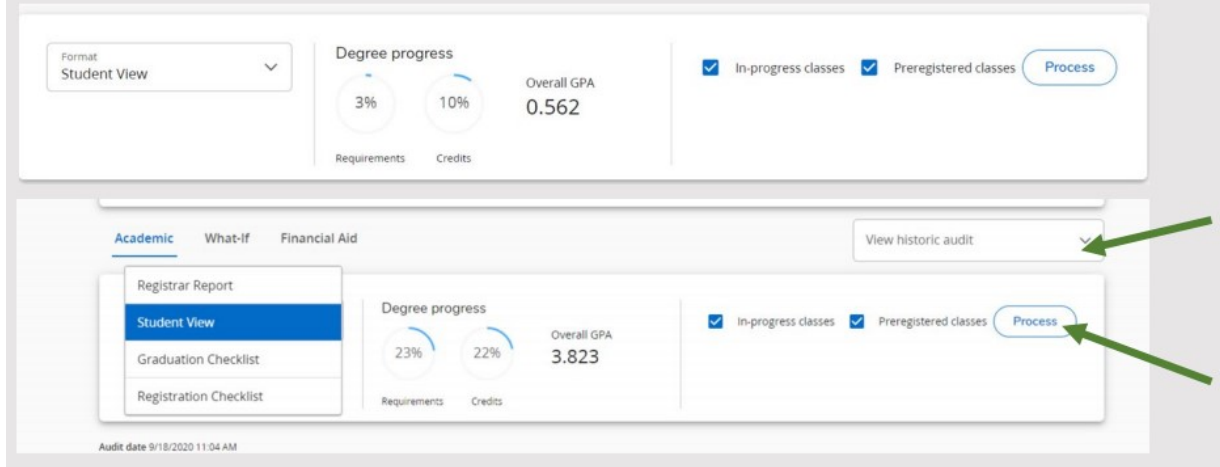 Format
Student View
Degree progress
3%
10%
Requirements
Credits
Overall GPA
0.562
In-progress classes
Preregistered classes
Process
Academic
What-If
Financial Aid
View historic audit
Registrar Report
Student View
Graduation Checklist
Registration Checklist
Degree progress
23%
22%
Requirements
Credits
Overall GPA
3.823
In-progress classes
Preregistered classes
Process
Audit date 9/18/2020 11:04 AM